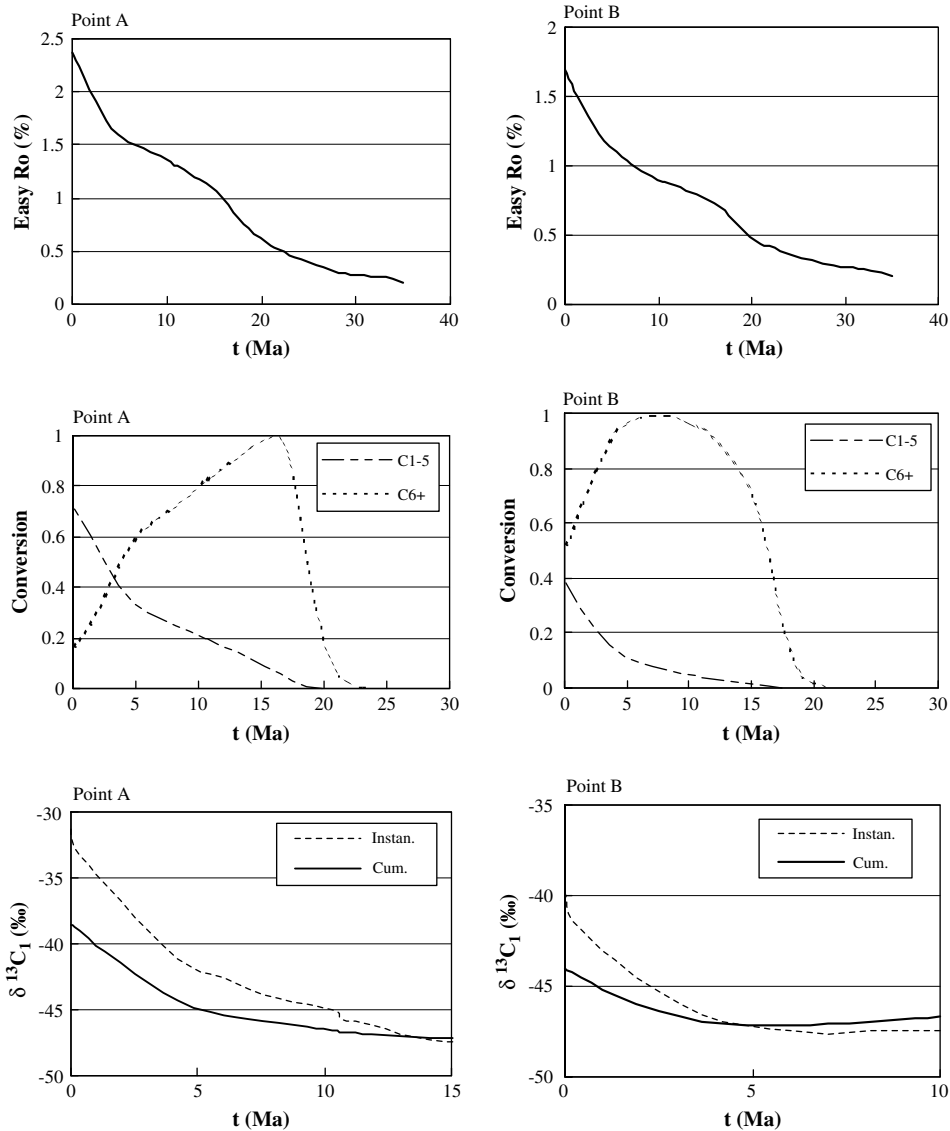 Point A
2.5
2
1.5
1
0.5
0
0
10
20
30
40
Easy Ro (%)
t (Ma)
Point B
2
1.5
1
0.5
0
0
10
20
30
40
Easy Ro (%)
t (Ma)
Point A
1
0.8
0.6
0.4
0.2
0
0
5
10
15
20
25
30
Conversion
t (Ma)
C1-5
C6+
Point B
1
0.8
0.6
0.4
0.2
0
0
5
10
15
20
25
30
Conversion
t (Ma)
C1-5
C6+
Point A
-30
-35
-40
-45
-50
0
5
10
15
δ ¹³C₁ (‰)
t (Ma)
Instan.
Cum.
Point B
-35
-40
-45
-50
0
5
10
δ ¹³C₁ (‰)
t (Ma)
Instan.
Cum.